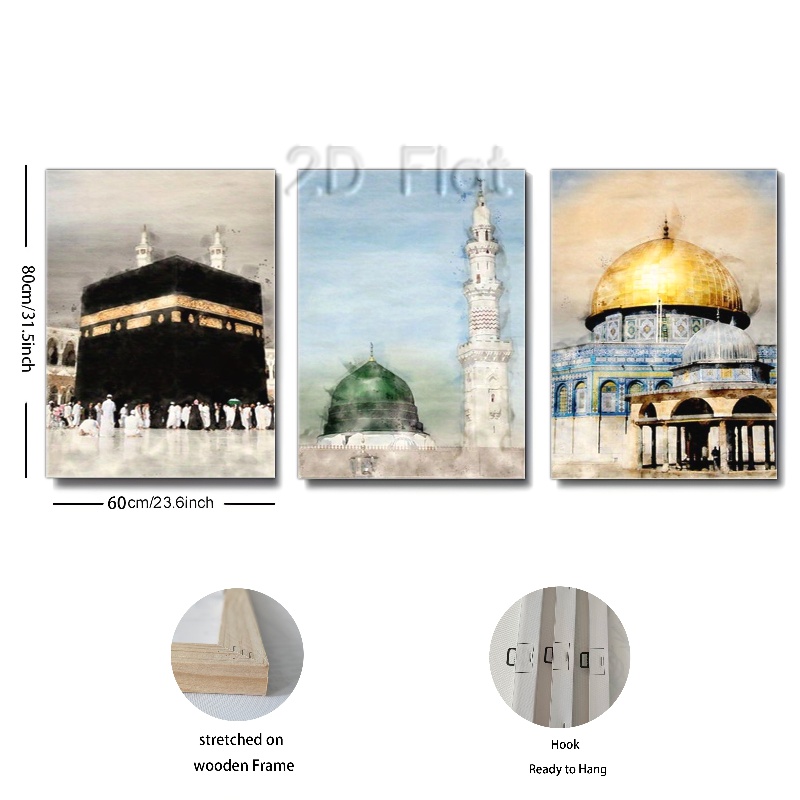 2D Flat
80cm/31.5inch
60cm/23.6inch
stretched on
wooden Frame
Hook
Ready to Hang